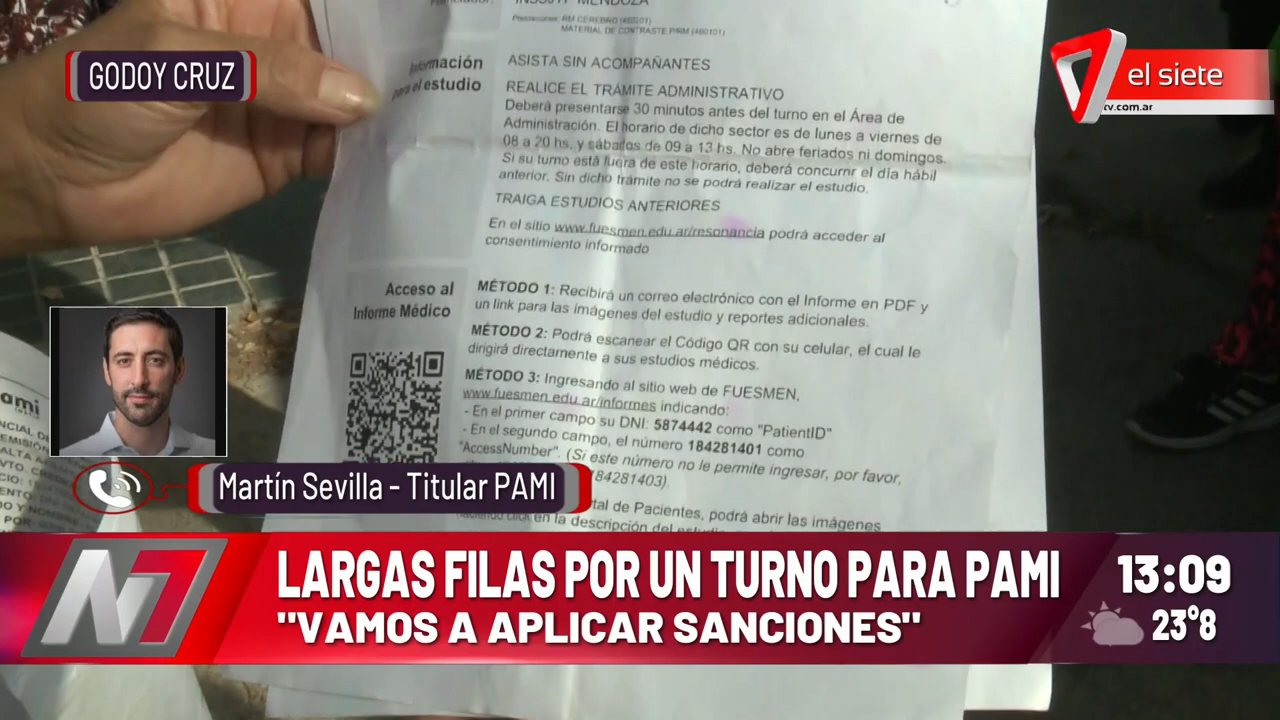 INSSJYP MENDOZA
Prestaciones: RM CEREBRO (480101)
MATERIAL DE CONTRASTE P/RM (480101)
GODOY CRUZ
el siete
tv.com.ar
Información
para el estudio
ASISTA SIN ACOMPAÑANTES
REALICE EL TRÁMITE ADMINISTRATIVO
Deberá presentarse 30 minutos antes del turno en el Área de
Administración. El horario de dicho sector es de lunes a viernes de
08 a 20 hs. y sábados de 09 a 13 hs. No abre feriados ni domingos.
Si su turno está fuera de este horario, deberá concurrir el día hábil
anterior. Sin dicho trámite no se podrá realizar el estudio.
TRAIGA ESTUDIOS ANTERIORES
En el sitio www.fuesmen.edu.ar/resonancia podrá acceder al
consentimiento informado
Acceso al
Informe Médico
MÉTODO 1: Recibirá un correo electrónico con el Informe en PDF y
un link para las imágenes del estudio y reportes adicionales.
MÉTODO 2: Podrá escanear el Código QR con su celular, el cual le
dirigirá directamente a sus estudios médicos.
MÉTODO 3: Ingresando al sitio web de FUESMEN,
www.fuesmen.edu.ar/informes indicando:
- En el primer campo su DNI: 5874442 como "PatientID"
- En el segundo campo, el número 184281401 como
"AccessNumber". (Si este número no le permite ingresar, por favor,
184281403).
tal de Pacientes, podrá abrir las imágenes
haciendo click en la descripción del
pami
Martín Sevilla - Titular PAMI
N7
LARGAS FILAS POR UN TURNO PARA PAMI
"VAMOS A APLICAR SANCIONES"
13:09
23°8